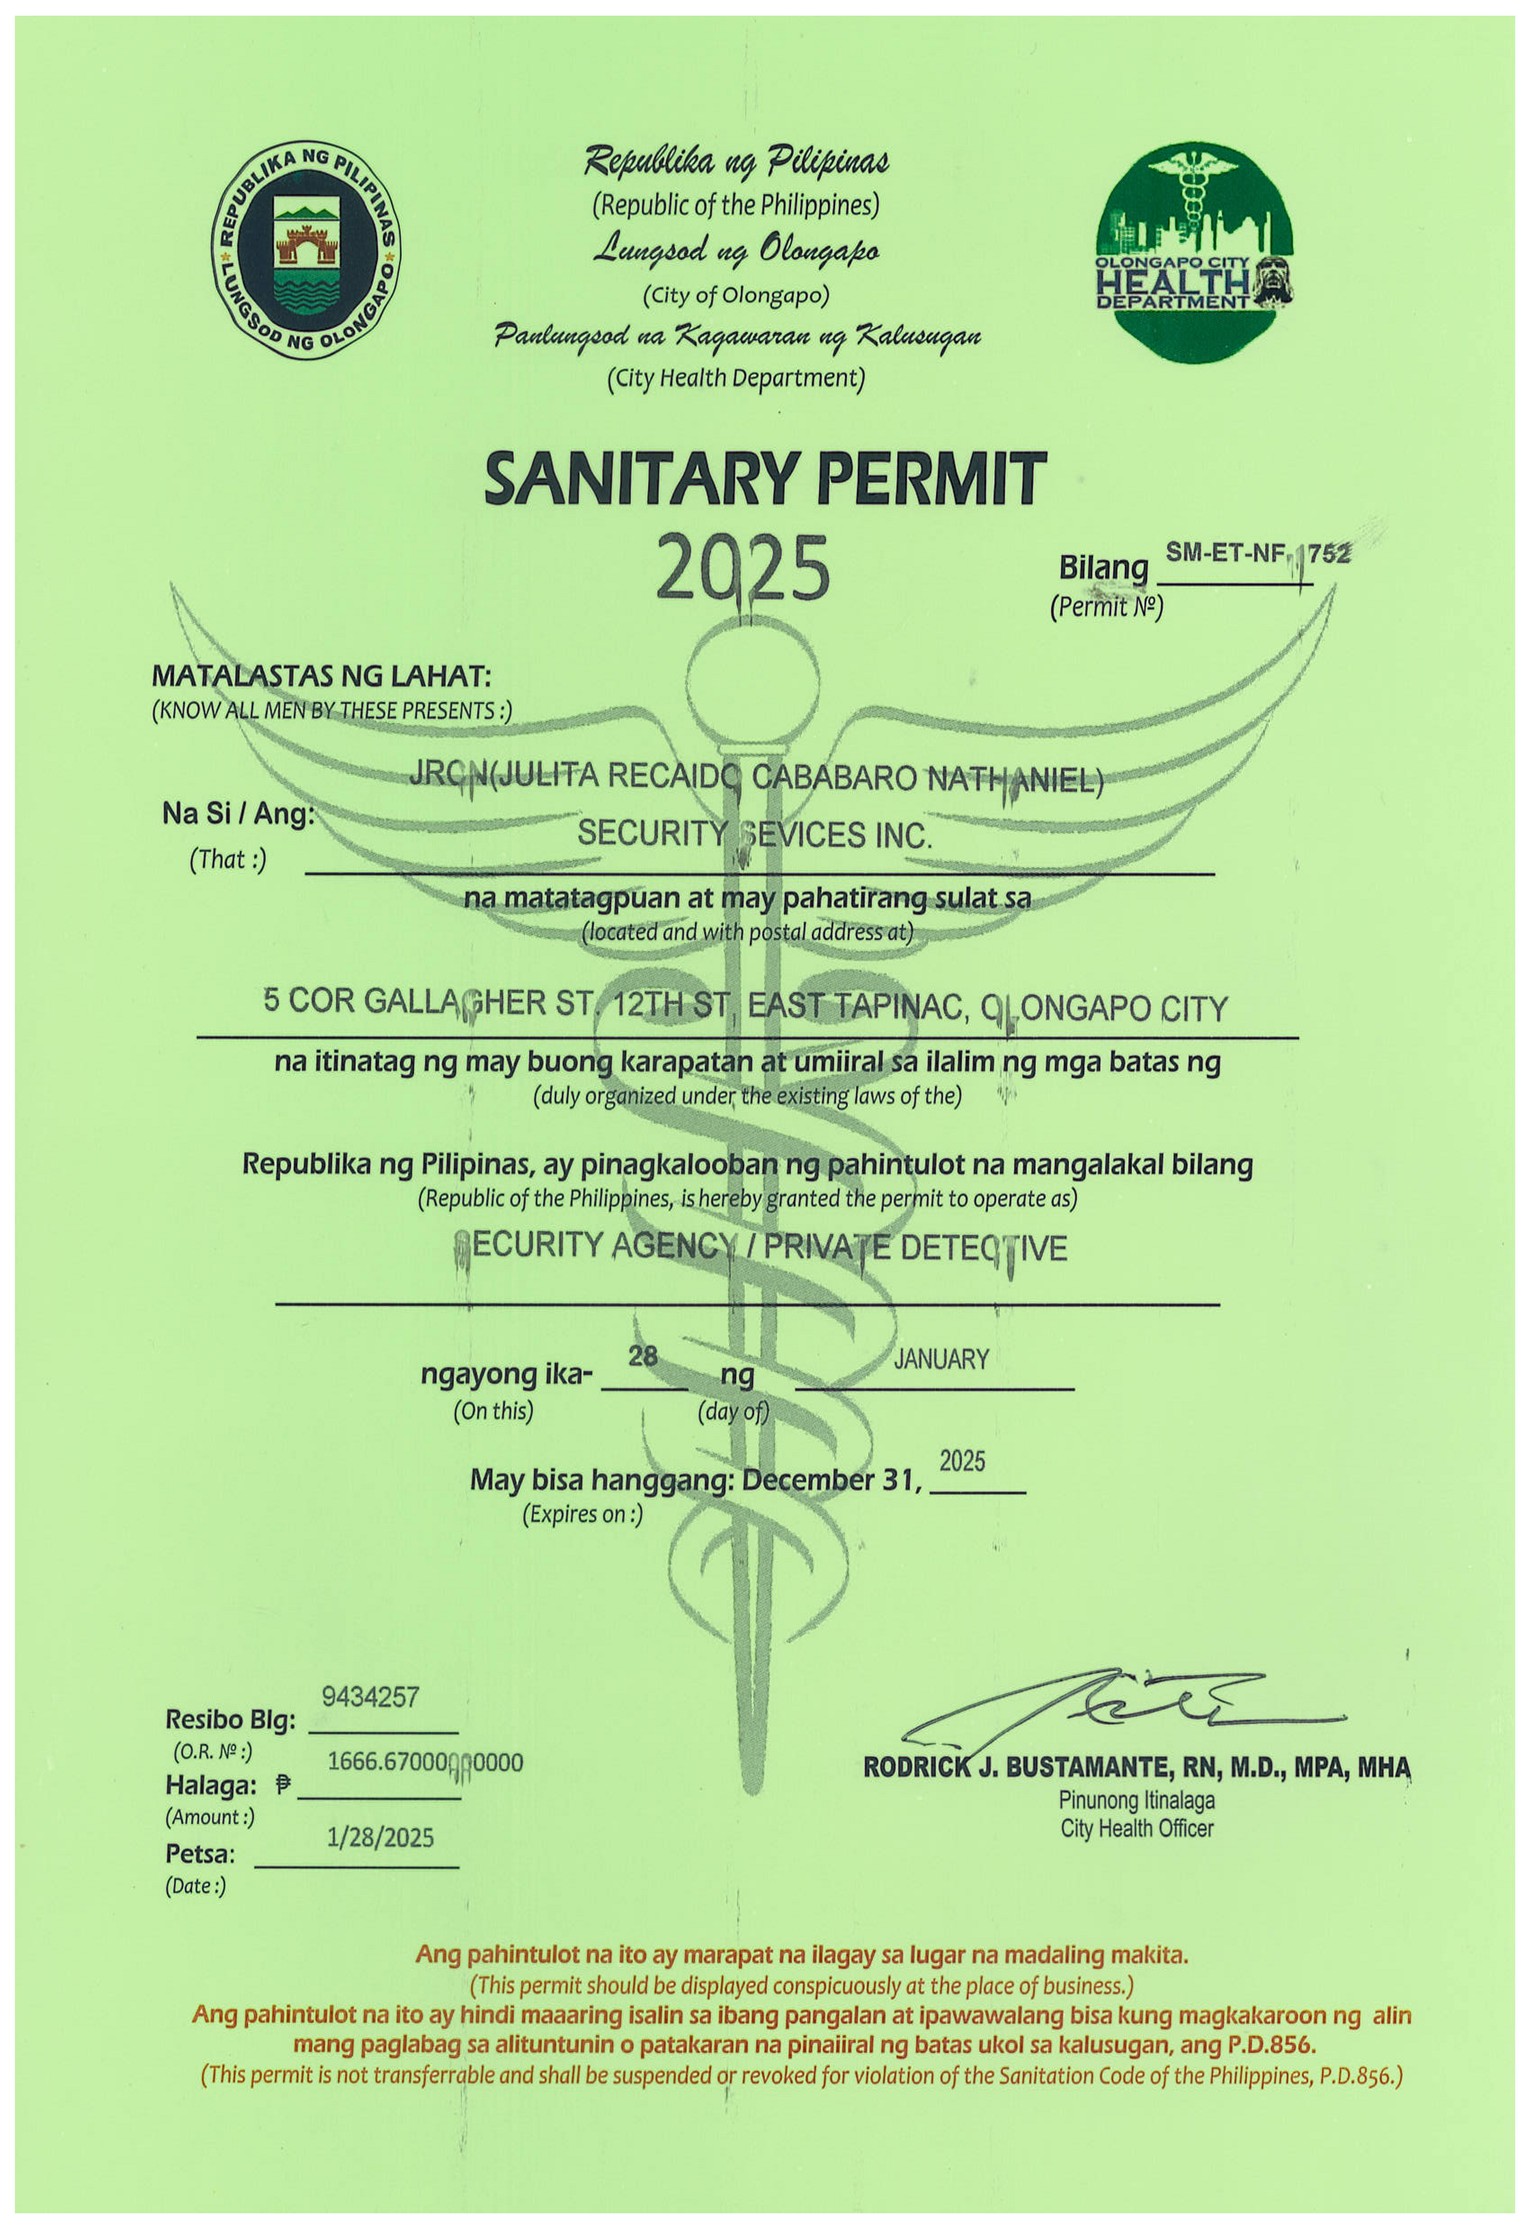 REPUBLIKA NG PILIPINAS
LUNGSOD NG OLONGAPO
Republika ng Pilipinas
(Republic of the Philippines)
Lungsod ng Olongapo
(City of Olongapo)
Panlungsod na Kagawaran ng Kalusugan
(City Health Department)
OLONGAPO CITY
HEALTH
DEPARTMENT
SANITARY PERMIT
2025
Bilang SM-ET-NF-1752
(Permit №)
MATALASTAS NG LAHAT:
(KNOW ALL MEN BY THESE PRESENTS :)
JRCN(JULITA RECAIDO CABABARO NATHANIEL)
Na Si / Ang: SECURITY SEVICES INC.
(That :)
na matatagpuan at may pahatirang sulat sa
(located and with postal address at)
5 COR GALLAGHER ST. 12TH ST, EAST TAPINAC, OLONGAPO CITY
na itinatag ng may buong karapatan at umiiral sa ilalim ng mga batas ng
(duly organized under the existing laws of the)
Republika ng Pilipinas, ay pinagkalooban ng pahintulot na mangalakal bilang
(Republic of the Philippines, is hereby granted the permit to operate as)
SECURITY AGENCY / PRIVATE DETECTIVE
ngayong ika- 28 ng JANUARY
(On this) (day of)
May bisa hanggang: December 31, 2025
(Expires on :)
Resibo Blg: 9434257
(O.R. № :)
Halaga: ₱ 1666.670000000000
(Amount :)
Petsa: 1/28/2025
(Date :)
RODRICK J. BUSTAMANTE, RN, M.D., MPA, MHA
Pinunong Itinalaga
City Health Officer
Ang pahintulot na ito ay marapat na ilagay sa lugar na madaling makita.
(This permit should be displayed conspicuously at the place of business.)
Ang pahintulot na ito ay hindi maaaring isalin sa ibang pangalan at ipawawalang bisa kung magkakaroon ng alin
mang paglabag sa alituntunin o patakaran na pinaiiral ng batas ukol sa kalusugan, ang P.D.856.
(This permit is not transferrable and shall be suspended or revoked for violation of the Sanitation Code of the Philippines, P.D.856.)